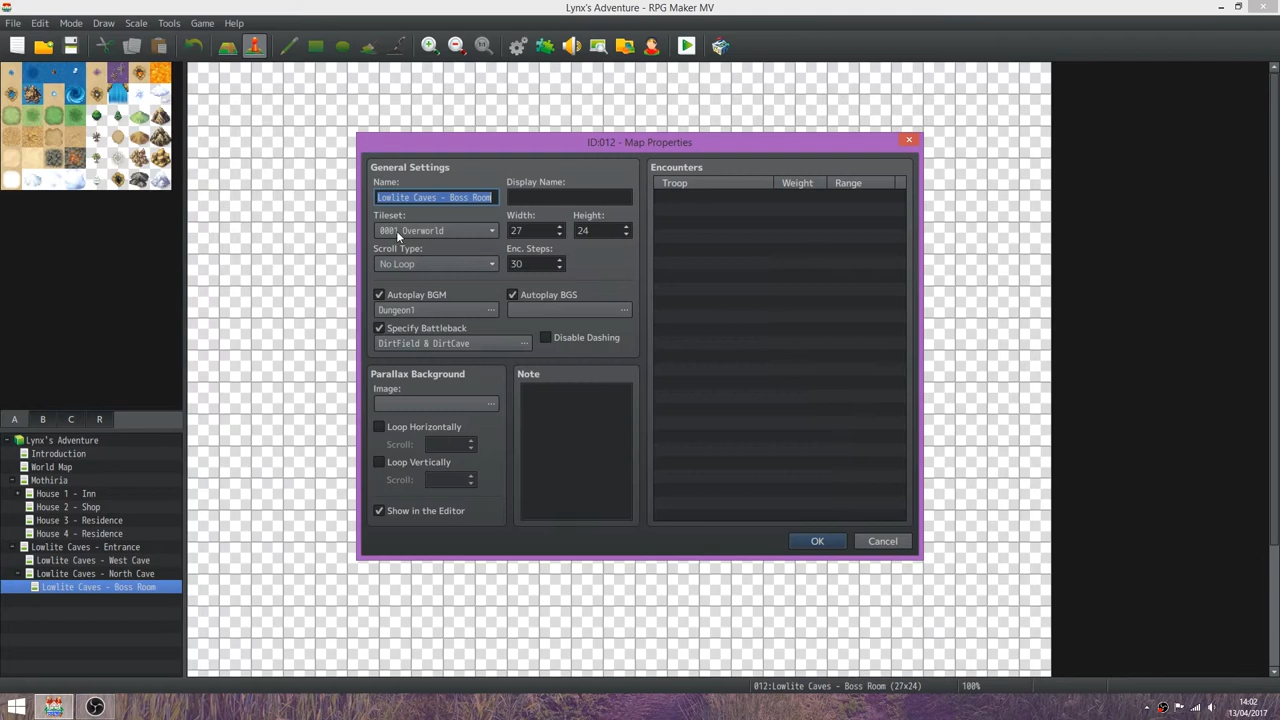 Lynx's Adventure - RPG Maker MV
File Edit Mode Draw Scale Tools Game Help
ID:012 - Map Properties
General Settings
Name:
Display Name:
Lowlite Caves - Boss Room
Tileset:
Width:
Height:
0001 Overworld
27
24
Scroll Type:
Enc. Steps:
No Loop
30
Autoplay BGM
Autoplay BGS
Dungeon1
...
...
Specify Battleback
Disable Dashing
DirtField & DirtCave
...
Parallax Background
Image:
...
Loop Horizontally
Scroll:
Loop Vertically
Scroll:
Show in the Editor
Note
Encounters
Troop Weight Range
OK
Cancel
A B C R
Lynx's Adventure
Introduction
World Map
Mothiria
House 1 - Inn
House 2 - Shop
House 3 - Residence
House 4 - Residence
Lowlite Caves - Entrance
Lowlite Caves - West Cave
Lowlite Caves - North Cave
Lowlite Caves - Boss Room
012:Lowlite Caves - Boss Room (27x24)
100%
14:02
13/04/2017